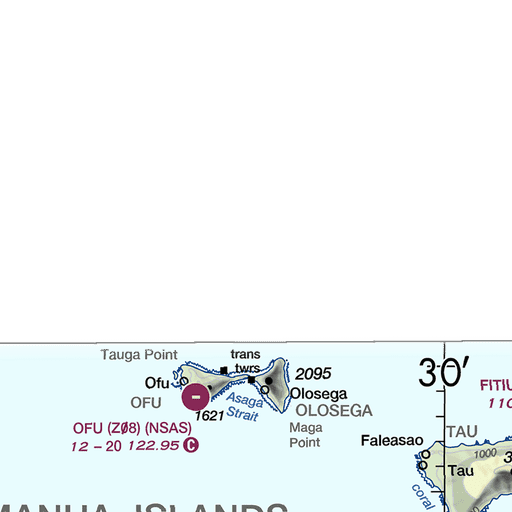 Tauga Point
trans
twrs
30′
2095
Ofu
OFU
Olosega
OLOSEGA
1621
Asaga
Strait
FITIU
110
OFU (ZØ8) (NSAS)
12 – 20 122.95 C
Maga
Point
Faleasao
TAU
1000
3
Tau
coral
MANUA ISLANDS